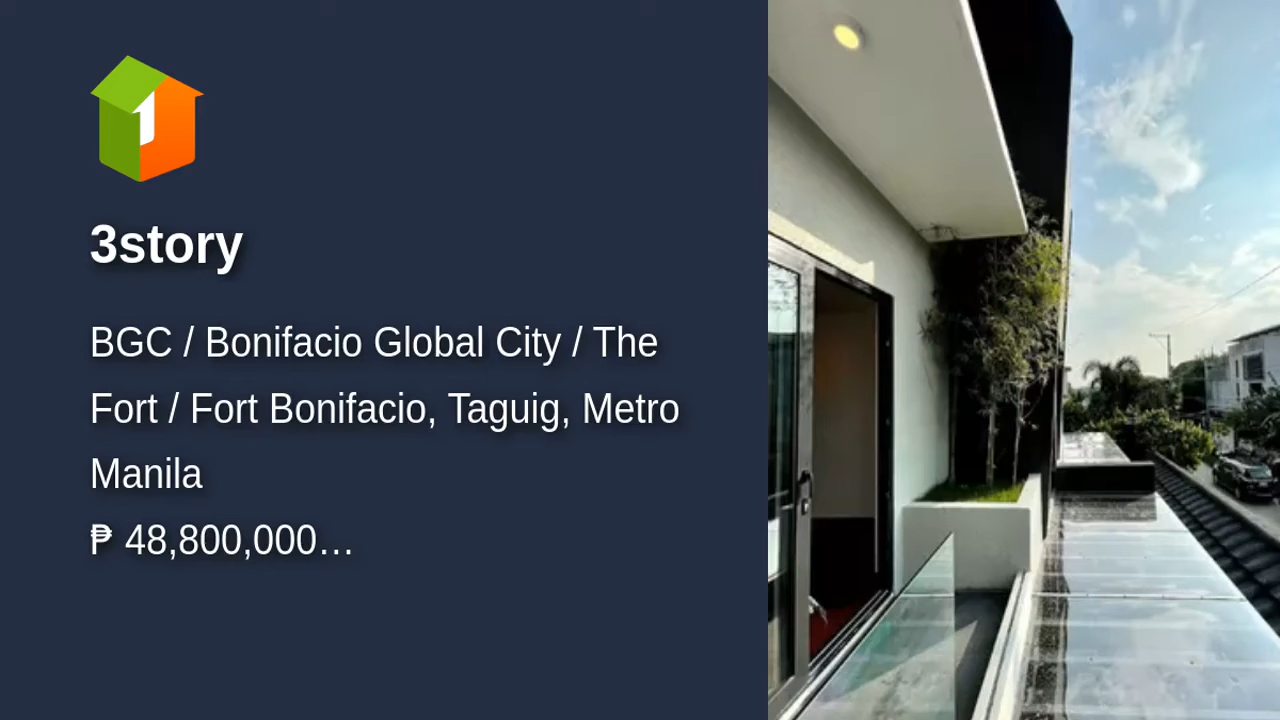 3story
BGC / Bonifacio Global City / The
Fort / Fort Bonifacio, Taguig, Metro
Manila
₱ 48,800,000…